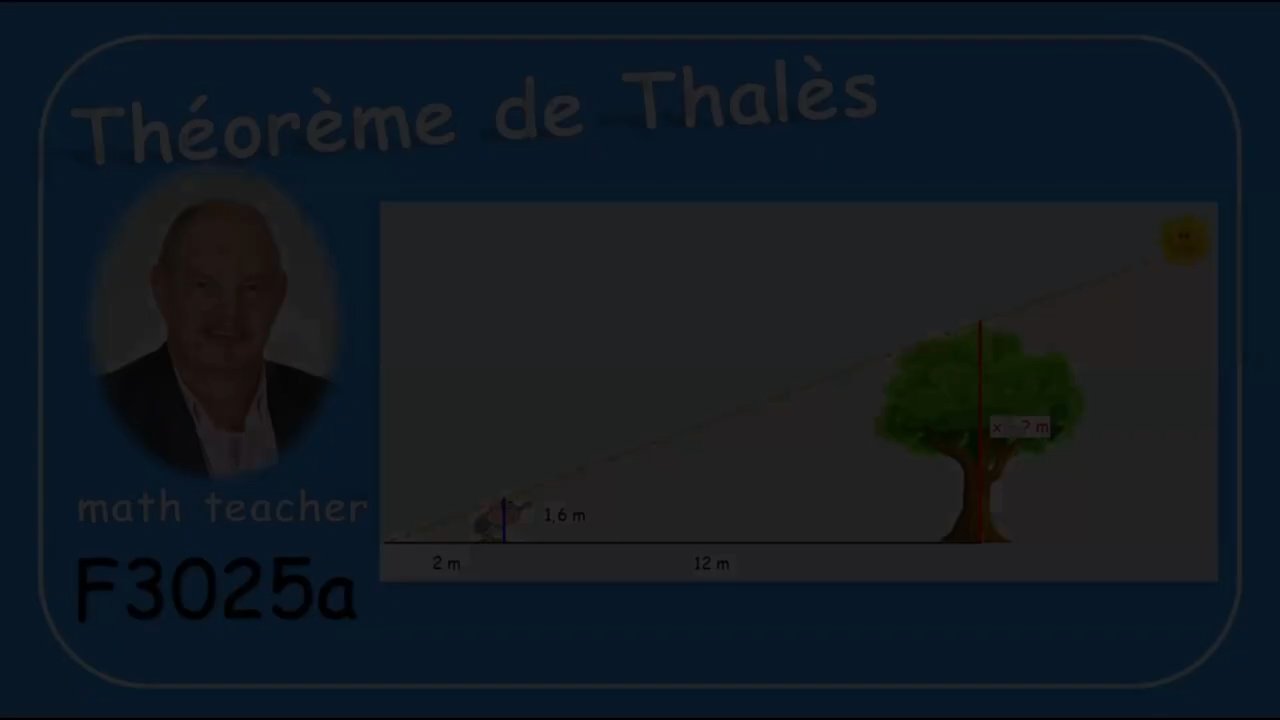 Théorème de Thalès
x = ? m
1,6 m
2 m
12 m
math teacher
F3025a